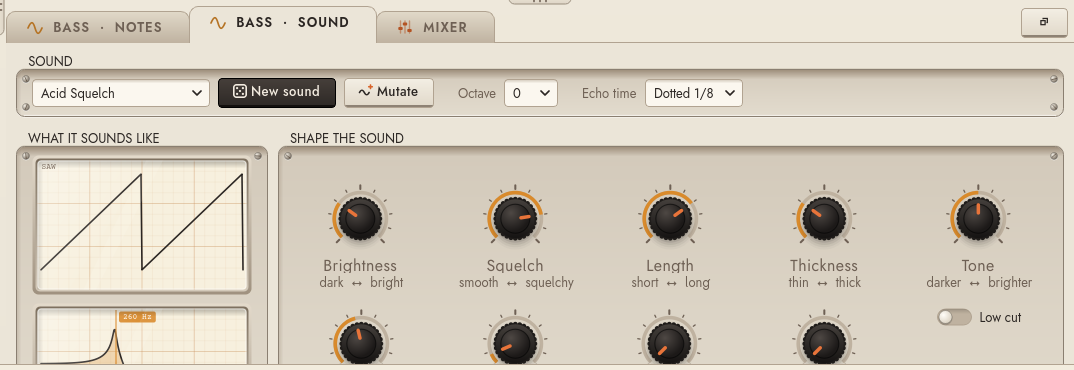 BASS · NOTES
BASS · SOUND
MIXER
SOUND
Acid Squelch
New sound
Mutate
Octave
0
Echo time
Dotted 1/8
WHAT IT SOUNDS LIKE
SHAPE THE SOUND
SAW
260 Hz
Brightness
dark ↔ bright
Squelch
smooth ↔ squelchy
Length
short ↔ long
Thickness
thin ↔ thick
Tone
darker ↔ brighter
Low cut